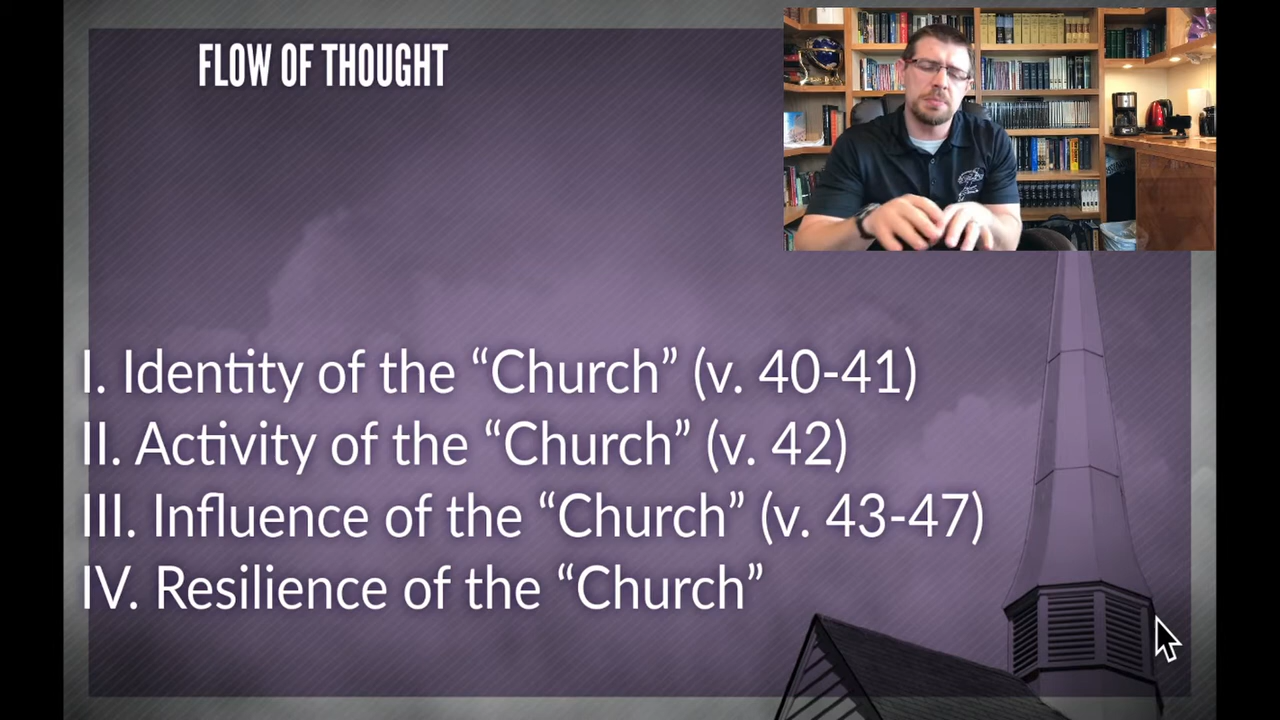 FLOW OF THOUGHT
I. Identity of the “Church” (v. 40-41)
II. Activity of the “Church” (v. 42)
III. Influence of the “Church” (v. 43-47)
IV. Resilience of the “Church”